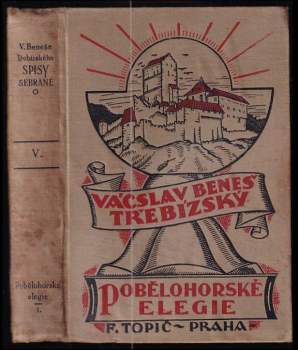 V. Beneše
Třebízského
SPISY
SEBRANÉ
V.
Pobělohorské
elegie
I.
VÁCSLAV BENEŠ
TŘEBÍZSKÝ
POBĚLOHORSKÉ
ELEGIE
F. TOPIČ~PRAHA